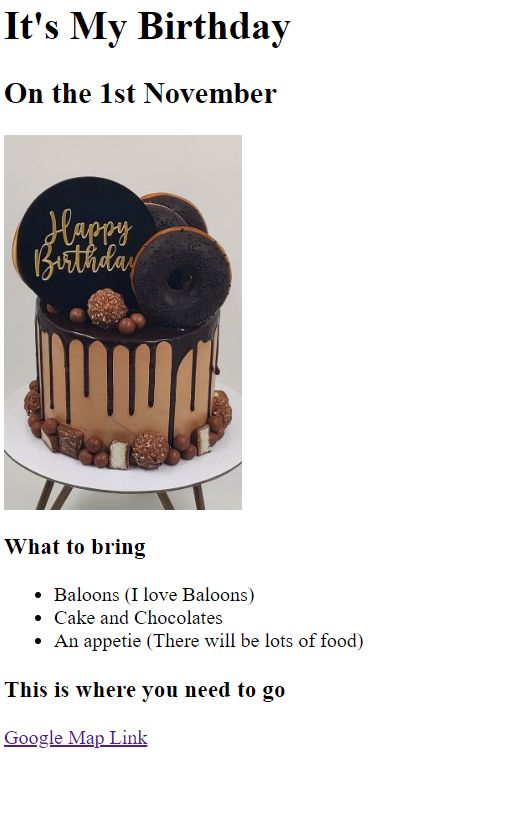 It's My Birthday
On the 1st November
Happy
Birthday
What to bring
Baloons (I love Baloons)
Cake and Chocolates
An appetie (There will be lots of food)
This is where you need to go
Google Map Link